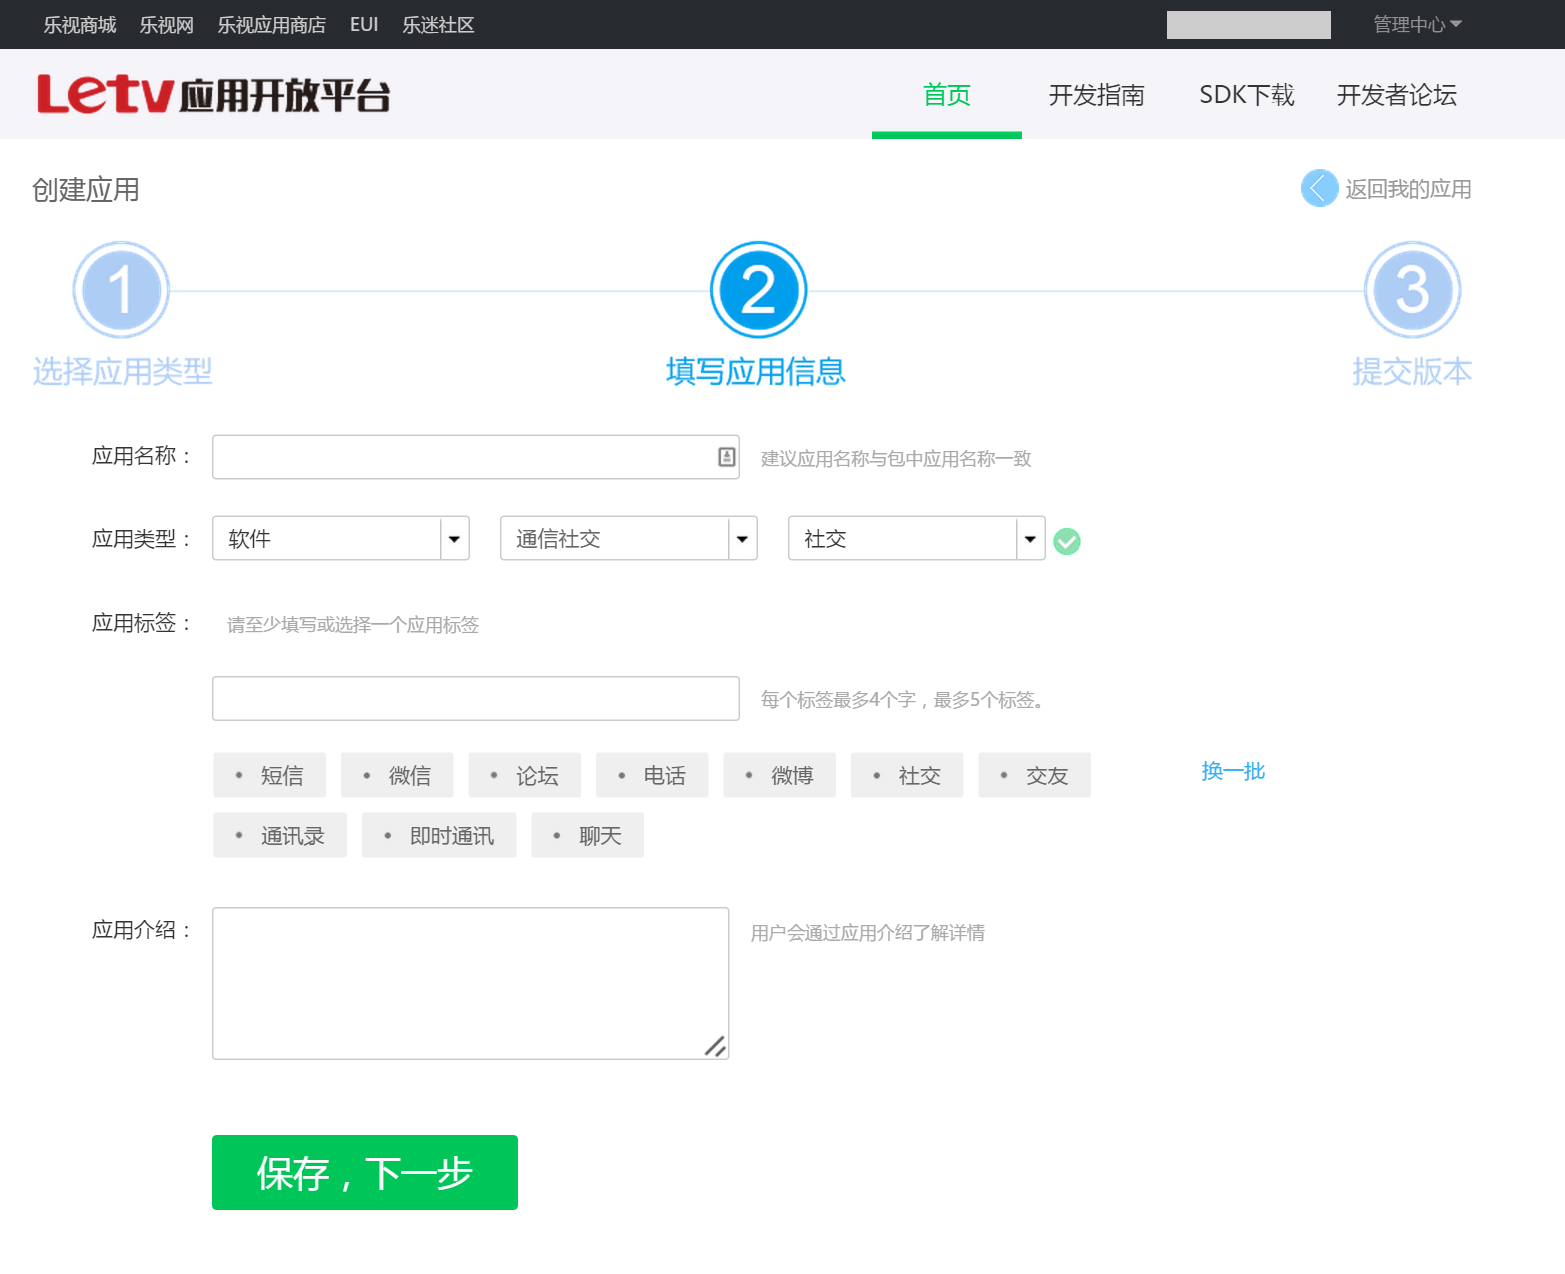 乐视商城 乐视网 乐视应用商店 EUI 乐迷社区 管理中心
Letv应用开放平台 首页 开发指南 SDK下载 开发者论坛
创建应用 返回我的应用
1 2 3
选择应用类型 填写应用信息 提交版本
应用名称： 建议应用名称与包中应用名称一致
应用类型： 软件 通信社交 社交
应用标签： 请至少填写或选择一个应用标签
每个标签最多4个字，最多5个标签。
• 短信 • 微信 • 论坛 • 电话 • 微博 • 社交 • 交友 换一批
• 通讯录 • 即时通讯 • 聊天
应用介绍： 用户会通过应用介绍了解详情
保存，下一步